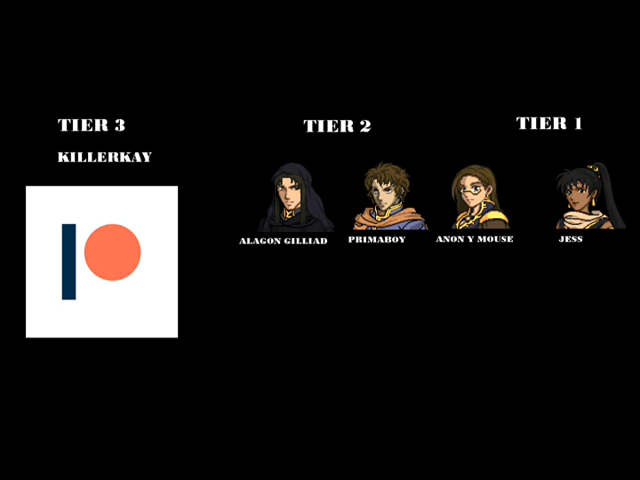 TIER 3
KILLERKAY
TIER 2
ALAGON GILLIAD
PRIMABOY
TIER 1
ANON Y MOUSE
JESS